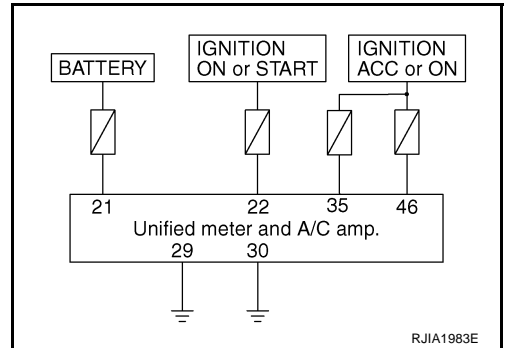 BATTERY
IGNITION
ON or START
IGNITION
ACC or ON
21
22
35
46
Unified meter and A/C amp.
29
30
RJIA1983E